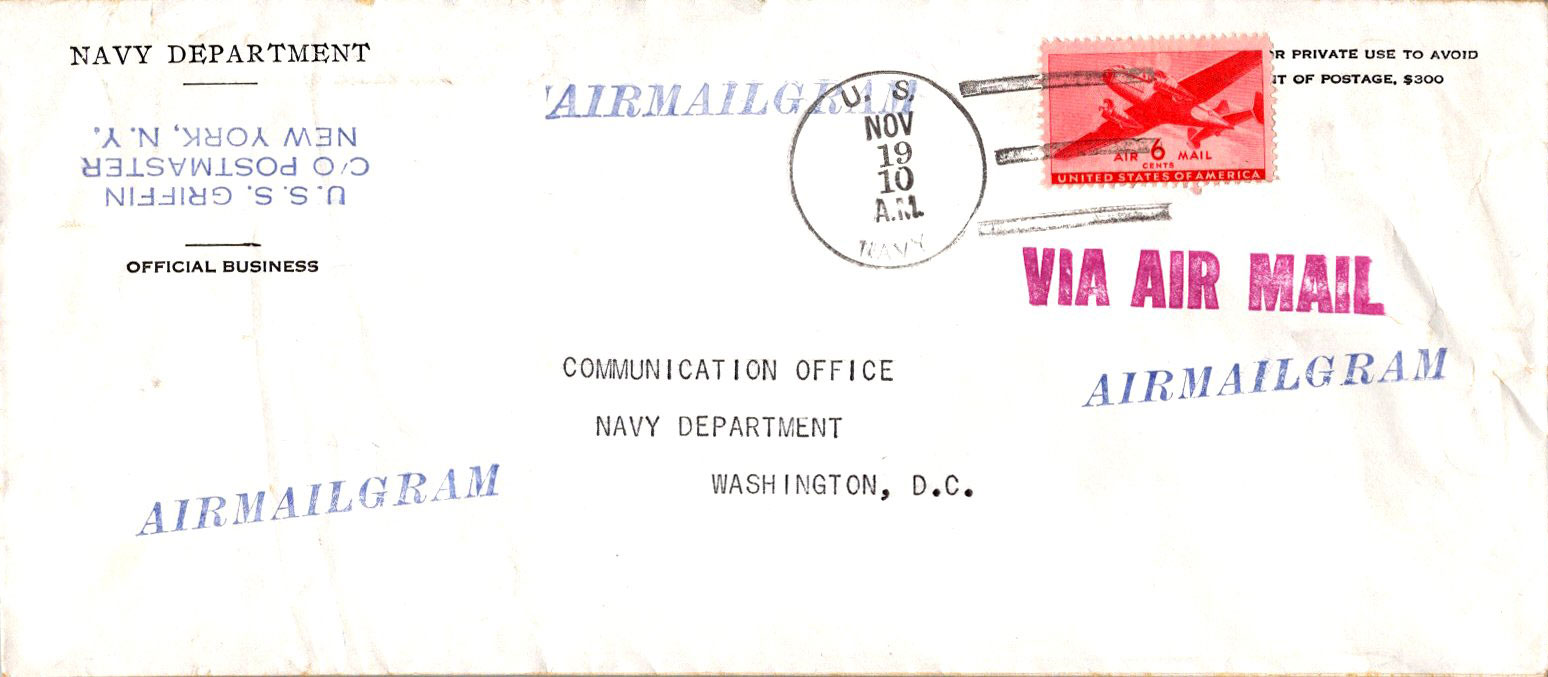 NAVY DEPARTMENT
U.S.S. GRIFFIN
C/O POSTMASTER
NEW YORK, N.Y.
OFFICIAL BUSINESS
AIRMAILGRAM
U. S.
NOV
19
10
A.M.
NAVY
AIR 6 MAIL
CENTS
UNITED STATES OF AMERICA
PRIVATE USE TO AVOID
OF POSTAGE, $300
VIA AIR MAIL
AIRMAILGRAM
COMMUNICATION OFFICE
NAVY DEPARTMENT
WASHINGTON, D.C.
AIRMAILGRAM